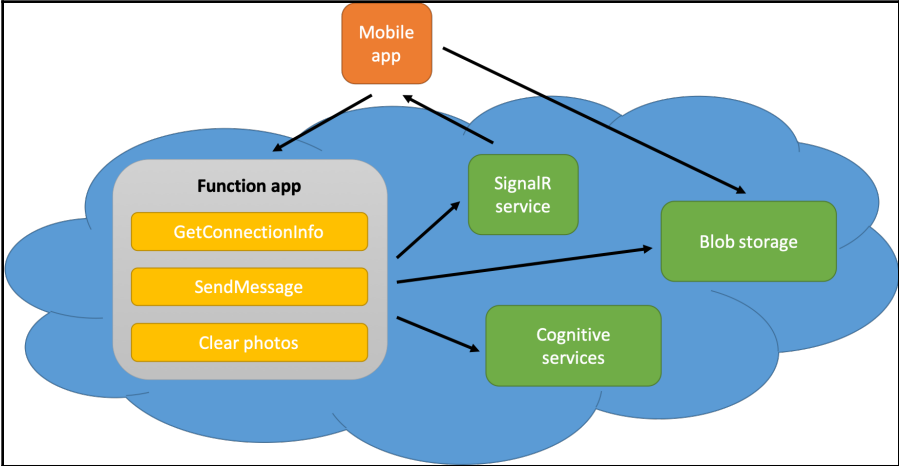 Mobile
app
Function app
GetConnectionInfo
SendMessage
Clear photos
SignalR
service
Blob storage
Cognitive
services